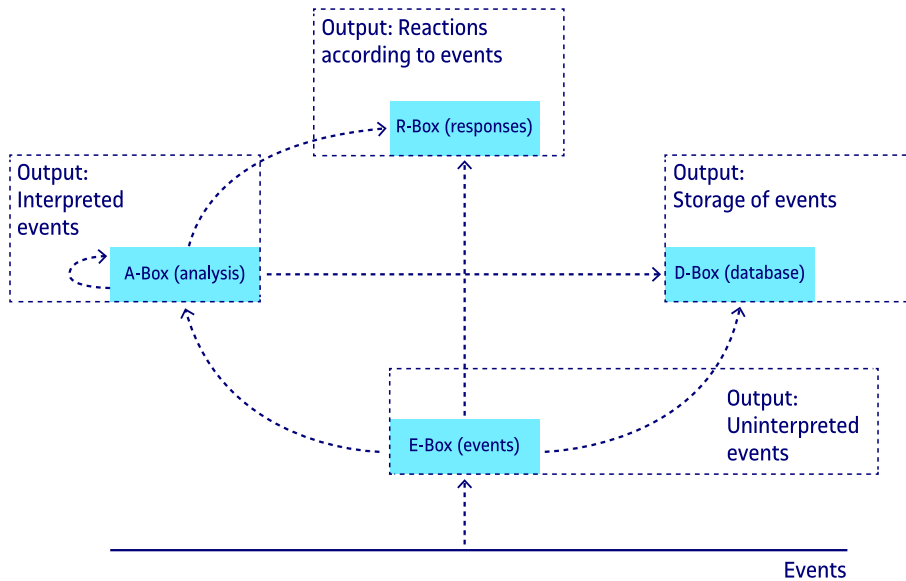 Output: Reactions
according to events
R-Box (responses)
Output:
Interpreted
events
A-Box (analysis)
Output:
Storage of events
D-Box (database)
Output:
Uninterpreted
events
E-Box (events)
Events